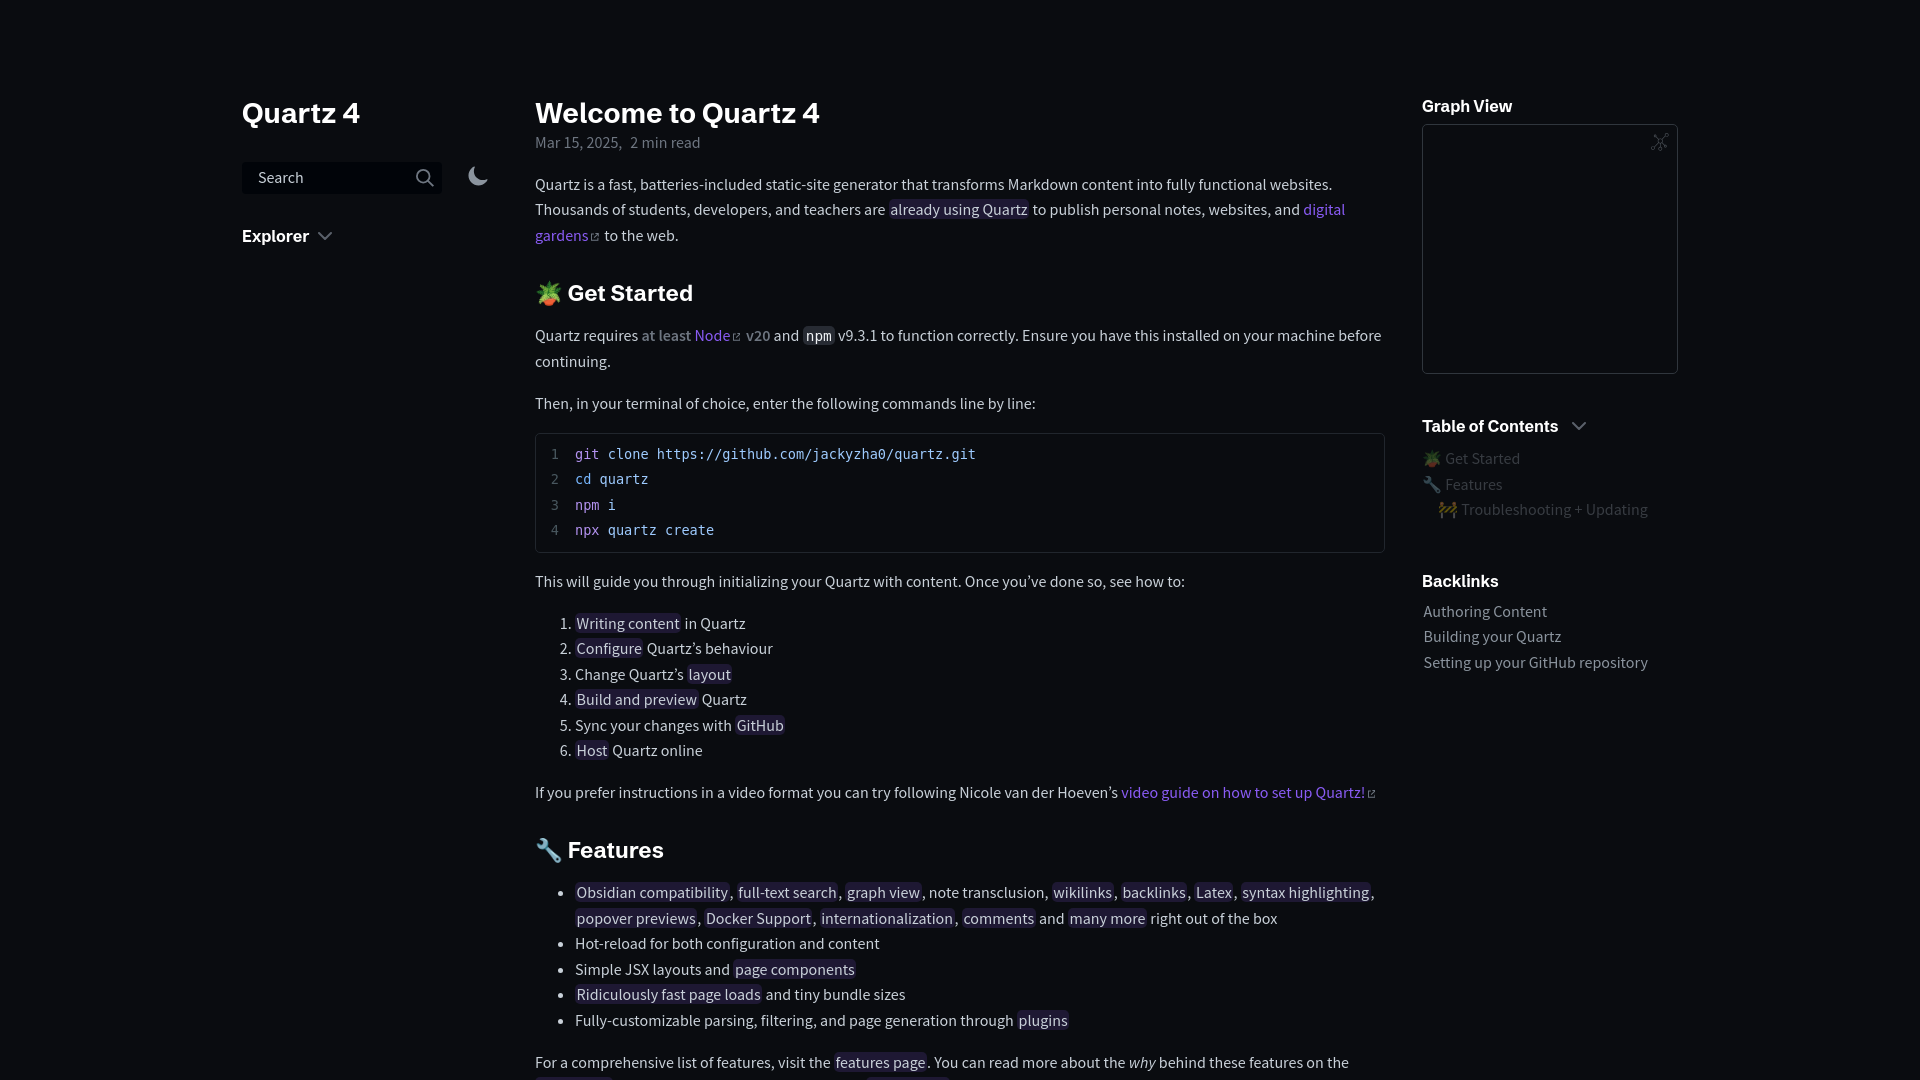 Quartz 4
Search
Explorer
Welcome to Quartz 4
Mar 15, 2025, 2 min read
Quartz is a fast, batteries-included static-site generator that transforms Markdown content into fully functional websites.
Thousands of students, developers, and teachers are already using Quartz to publish personal notes, websites, and digital
gardens to the web.
🪴 Get Started
Quartz requires at least Node v20 and npm v9.3.1 to function correctly. Ensure you have this installed on your machine before
continuing.
Then, in your terminal of choice, enter the following commands line by line:
1 git clone https://github.com/jackyzha0/quartz.git
2 cd quartz
3 npm i
4 npx quartz create
This will guide you through initializing your Quartz with content. Once you’ve done so, see how to:
1. Writing content in Quartz
2. Configure Quartz’s behaviour
3. Change Quartz’s layout
4. Build and preview Quartz
5. Sync your changes with GitHub
6. Host Quartz online
If you prefer instructions in a video format you can try following Nicole van der Hoeven’s video guide on how to set up Quartz!
🔧 Features
• Obsidian compatibility, full-text search, graph view, note transclusion, wikilinks, backlinks, Latex, syntax highlighting,
popover previews, Docker Support, internationalization, comments and many more right out of the box
• Hot-reload for both configuration and content
• Simple JSX layouts and page components
• Ridiculously fast page loads and tiny bundle sizes
• Fully-customizable parsing, filtering, and page generation through plugins
For a comprehensive list of features, visit the features page. You can read more about the why behind these features on the
Graph View
Table of Contents
🪴 Get Started
🔧 Features
🚧 Troubleshooting + Updating
Backlinks
Authoring Content
Building your Quartz
Setting up your GitHub repository